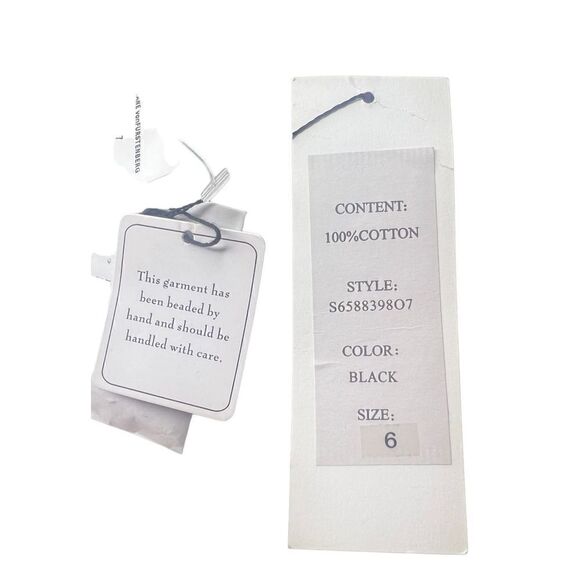 vonFURSTENBERG
This garment has
been beaded by
hand and should be
handled with care.
CONTENT:
100%COTTON
STYLE:
S6588398O7
COLOR:
BLACK
SIZE:
6